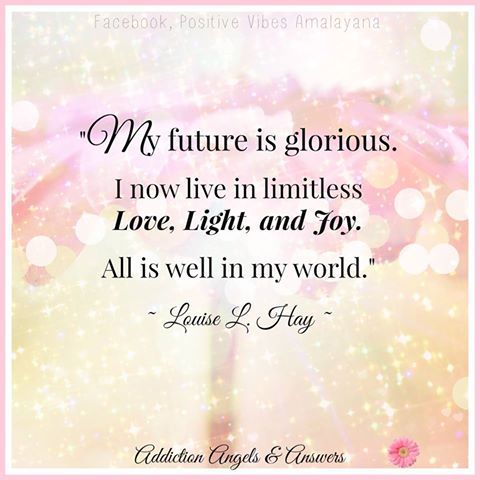 Facebook, Positive Vibes Amalayana
"My future is glorious.
I now live in limitless
Love, Light, and Joy.
All is well in my world."
~ Louise L. Hay ~
Addiction Angels & Answers